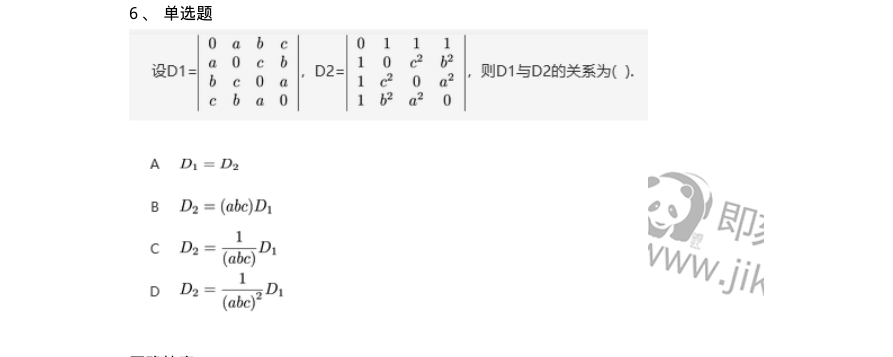 6、 单选题
设D1=| 0 a b c ; a 0 c b ; b c 0 a ; c b a 0 |, D2=| 0 1 1 1 ; 1 0 c² b² ; 1 c² 0 a² ; 1 b² a² 0 |, 则D1与D2的关系为( ).
A D₁ = D₂
B D₂ = (abc)D₁
C D₂ = 1/(abc) D₁
D D₂ = 1/(abc)² D₁
即
www.jik